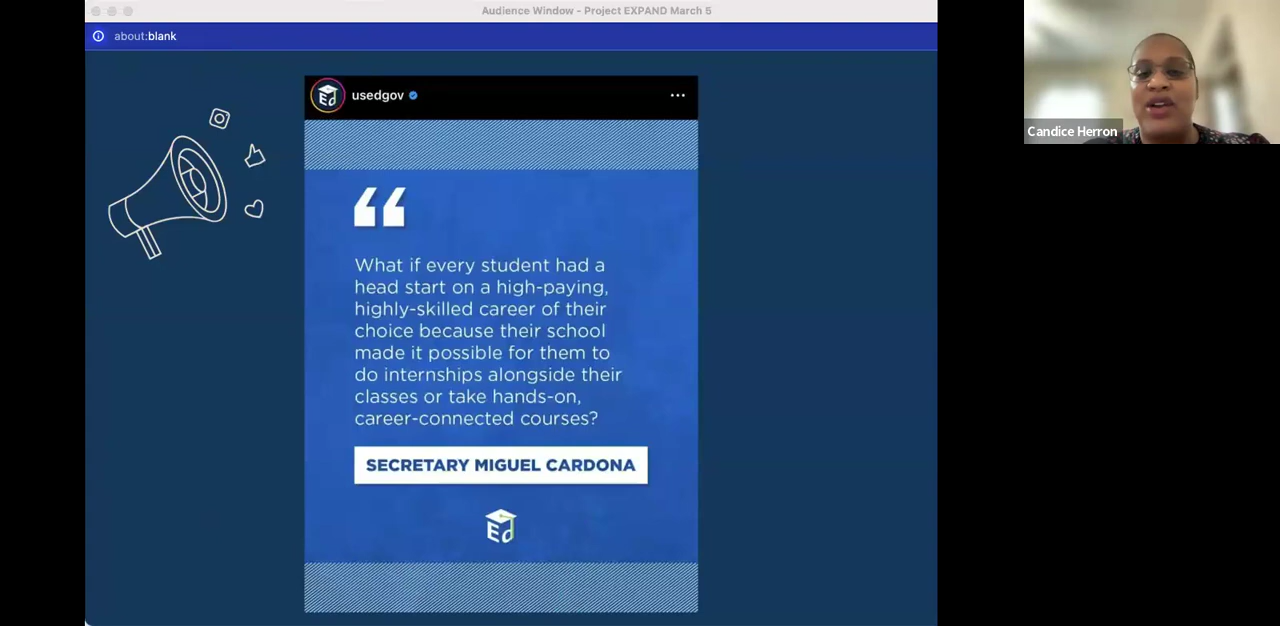 Audience Window - Project EXPAND March 5
about:blank
usedgov
Ed
“
What if every student had a
head start on a high-paying,
highly-skilled career of their
choice because their school
made it possible for them to
do internships alongside their
classes or take hands-on,
career-connected courses?
SECRETARY MIGUEL CARDONA
Ed
Candice Herron